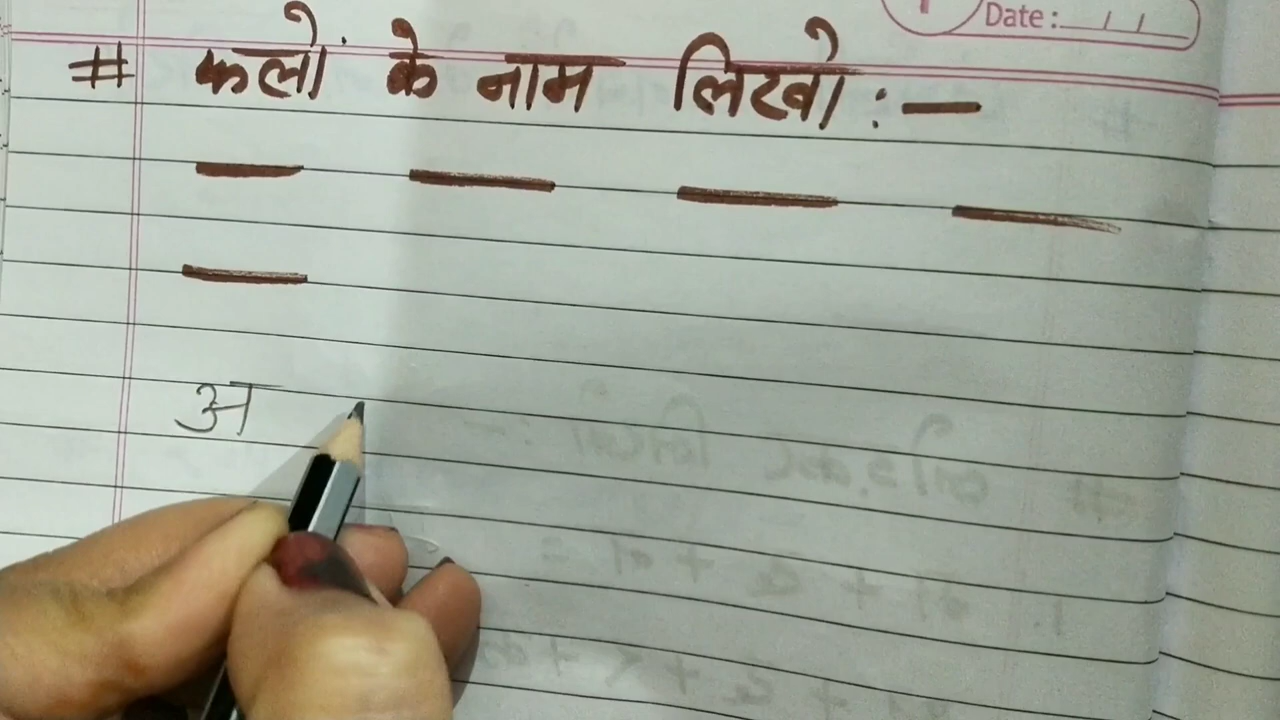 Date : / /
# फलों के नाम लिखो :-
अ